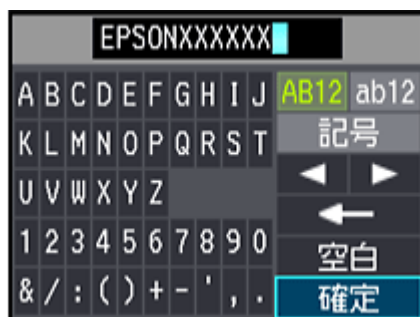 EPSONXXXXXX
A B C D E F G H I J AB12 ab12
K L M N O P Q R S T 記号
U V W X Y Z
1 2 3 4 5 6 7 8 9 0 空白
& / : ( ) + - ' , . 確定